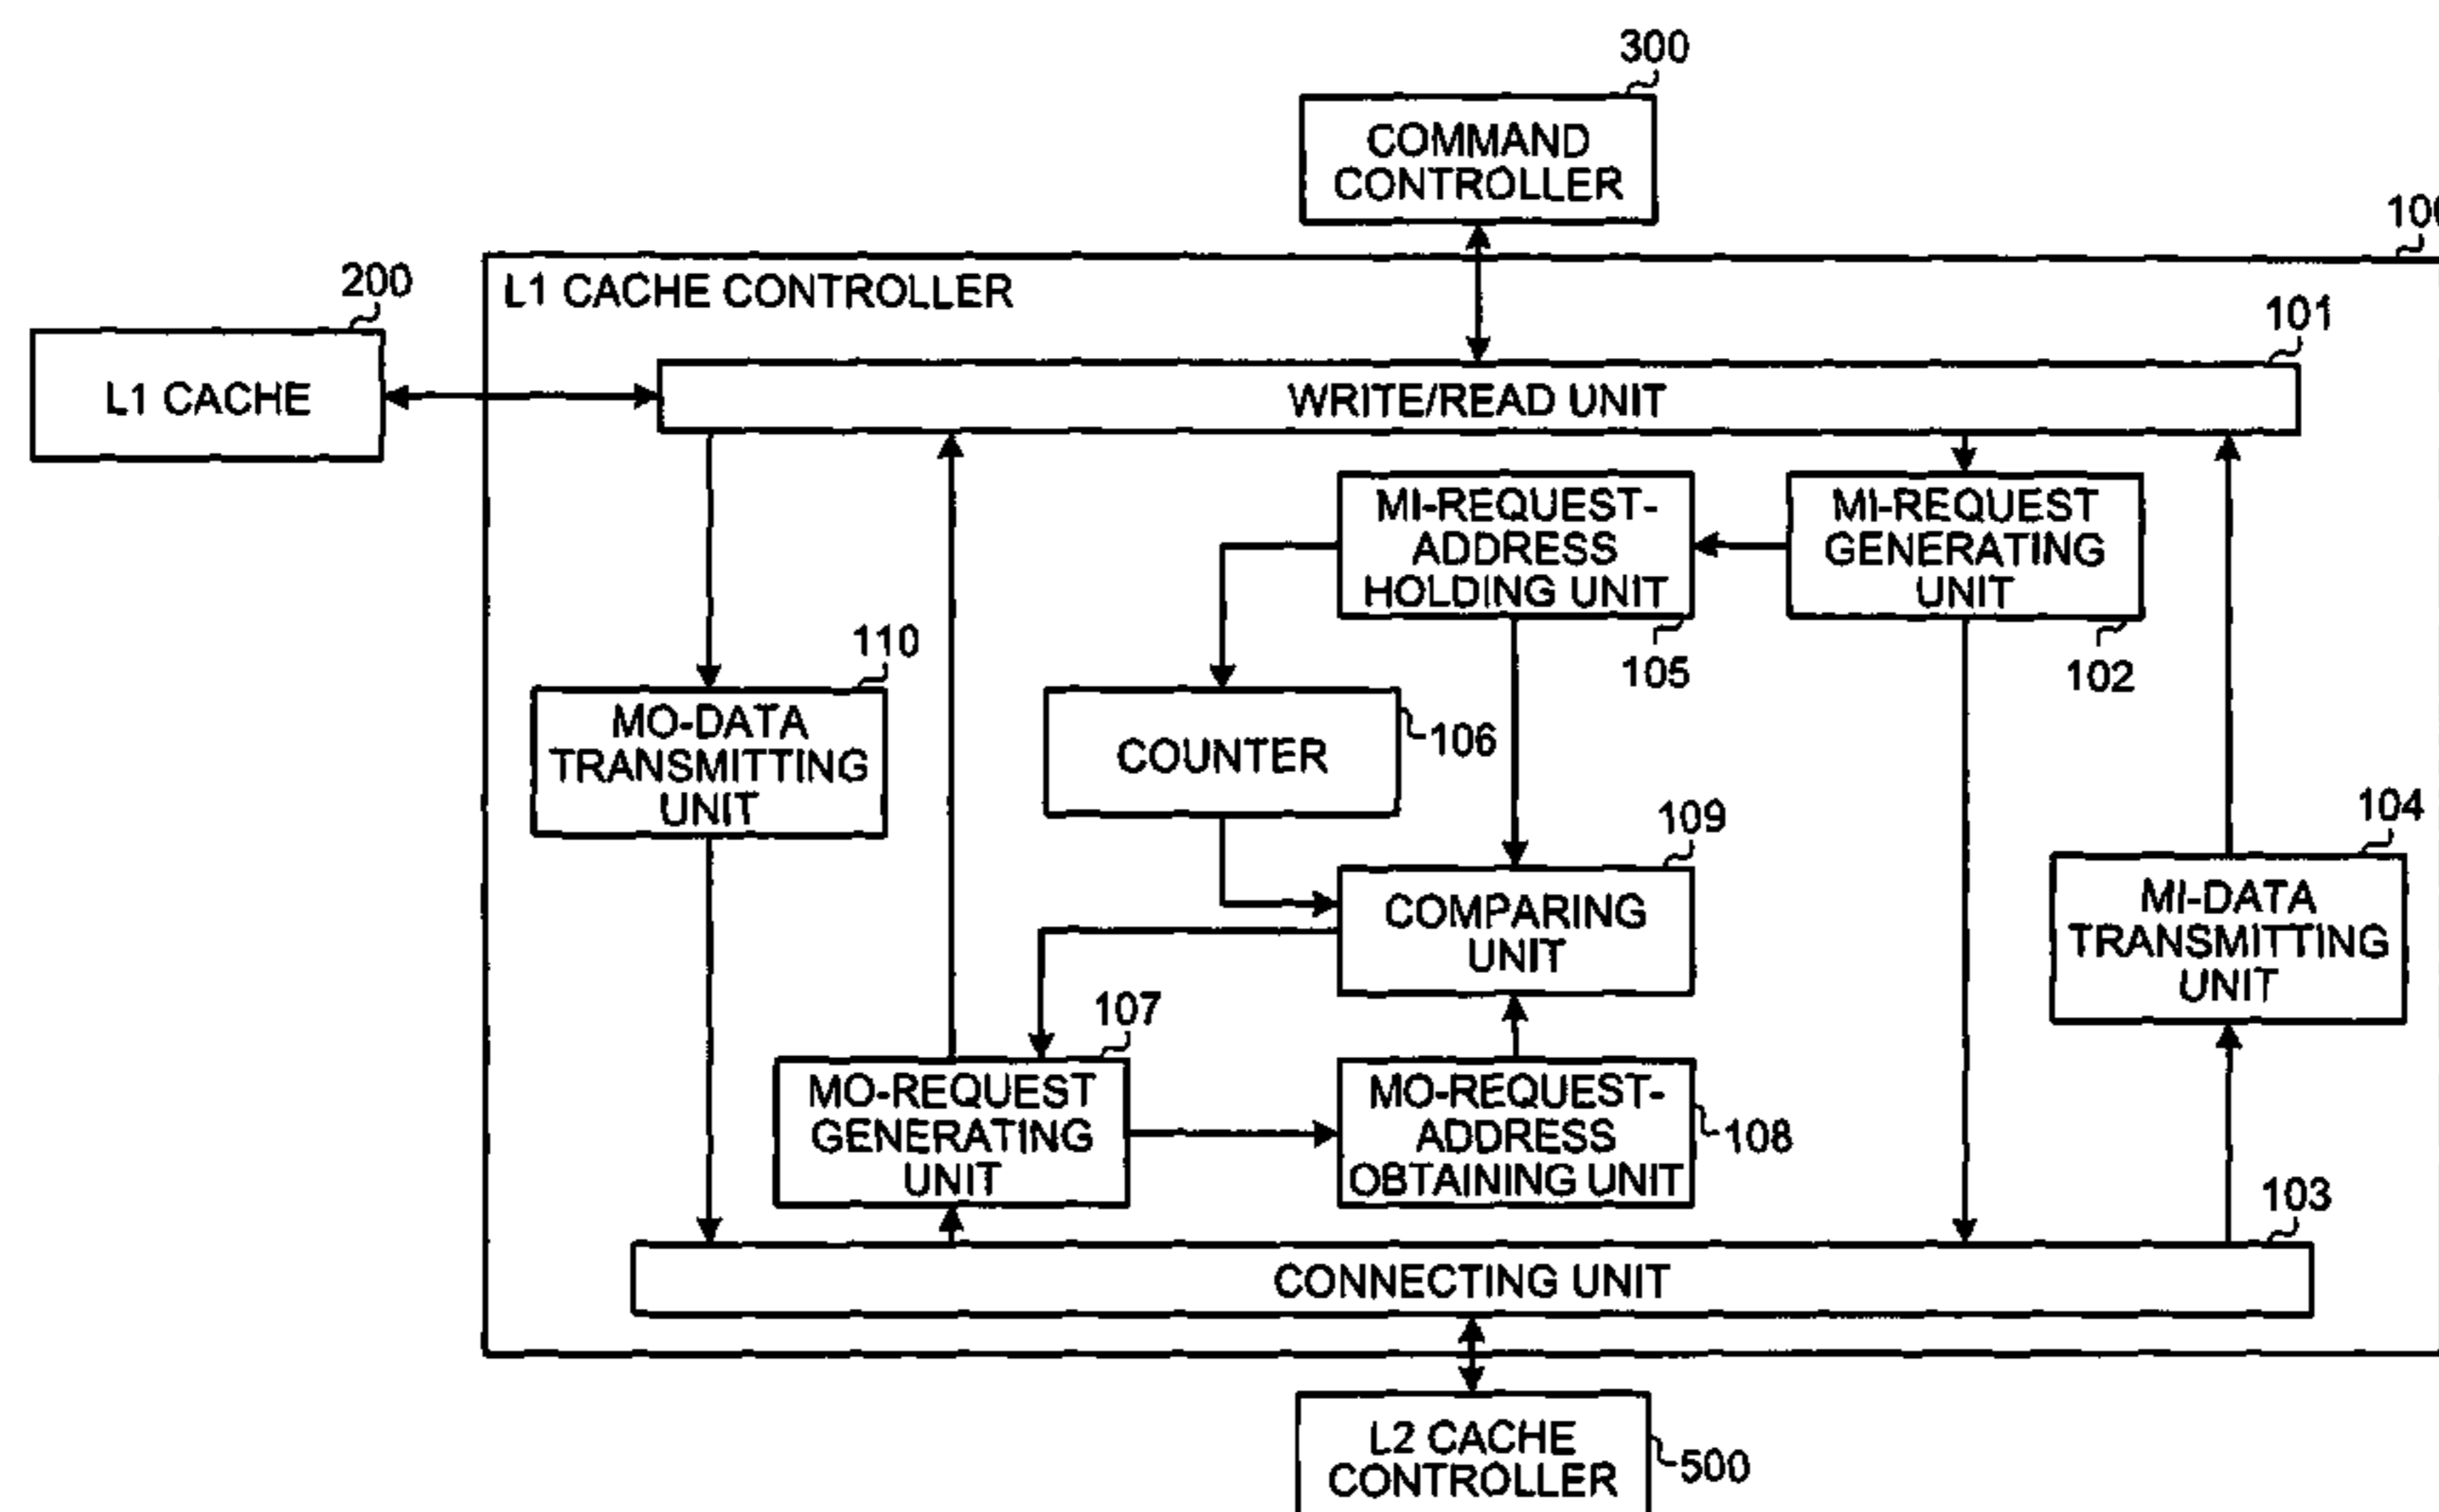 300
COMMAND
CONTROLLER
100
L1 CACHE CONTROLLER
200
L1 CACHE
101
WRITE/READ UNIT
MI-REQUEST-
ADDRESS
HOLDING UNIT
105
MI-REQUEST
GENERATING
UNIT
102
110
MO-DATA
TRANSMITTING
UNIT
COUNTER
106
109
COMPARING
UNIT
104
MI-DATA
TRANSMITTING
UNIT
107
MO-REQUEST
GENERATING
UNIT
MO-REQUEST-
ADDRESS
OBTAINING UNIT
108
103
CONNECTING UNIT
L2 CACHE
CONTROLLER
500